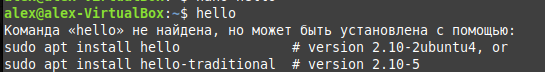 alex@alex-VirtualBox:~$ hello
Команда «hello» не найдена, но может быть установлена с помощью:
sudo apt install hello              # version 2.10-2ubuntu4, or
sudo apt install hello-traditional  # version 2.10-5